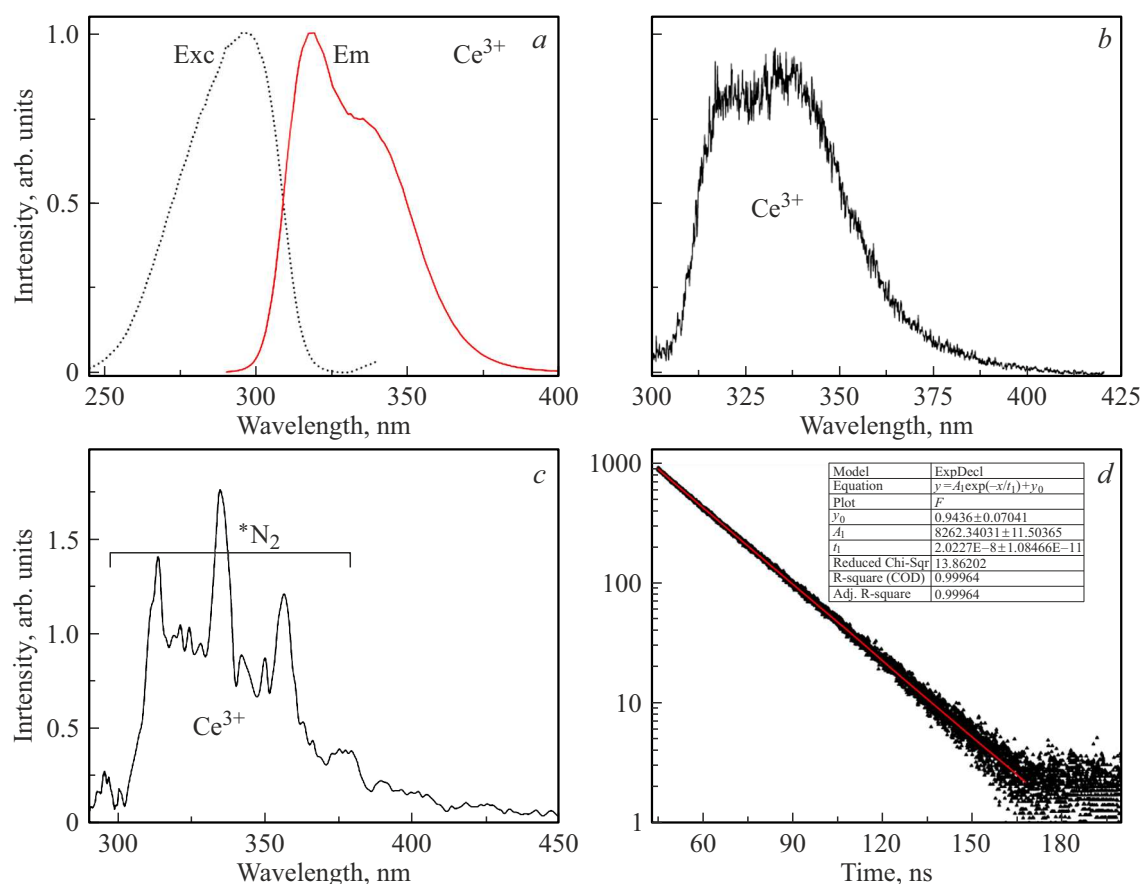 a
Exc
Em
Ce³⁺
1.0
0.5
0
Inrtensity, arb. units
250
300
350
400
Wavelength, nm
b
Ce³⁺
300
325
350
375
400
425
Wavelength, nm
c
*N₂
Ce³⁺
1.5
1.0
0.5
0
Inrtensity, arb. units
300
350
400
450
Wavelength, nm
d
1000
100
10
1
Model ExpDecl
Equation y = A₁exp(–x/t₁)+y₀
Plot F
y₀ 0.9436±0.07041
A₁ 8262.34031±11.50365
t₁ 2.0227E–8±1.08466E–11
Reduced Chi-Sqr 13.86202
R-square (COD) 0.99964
Adj. R-square 0.99964
60
90
120
150
180
Time, ns